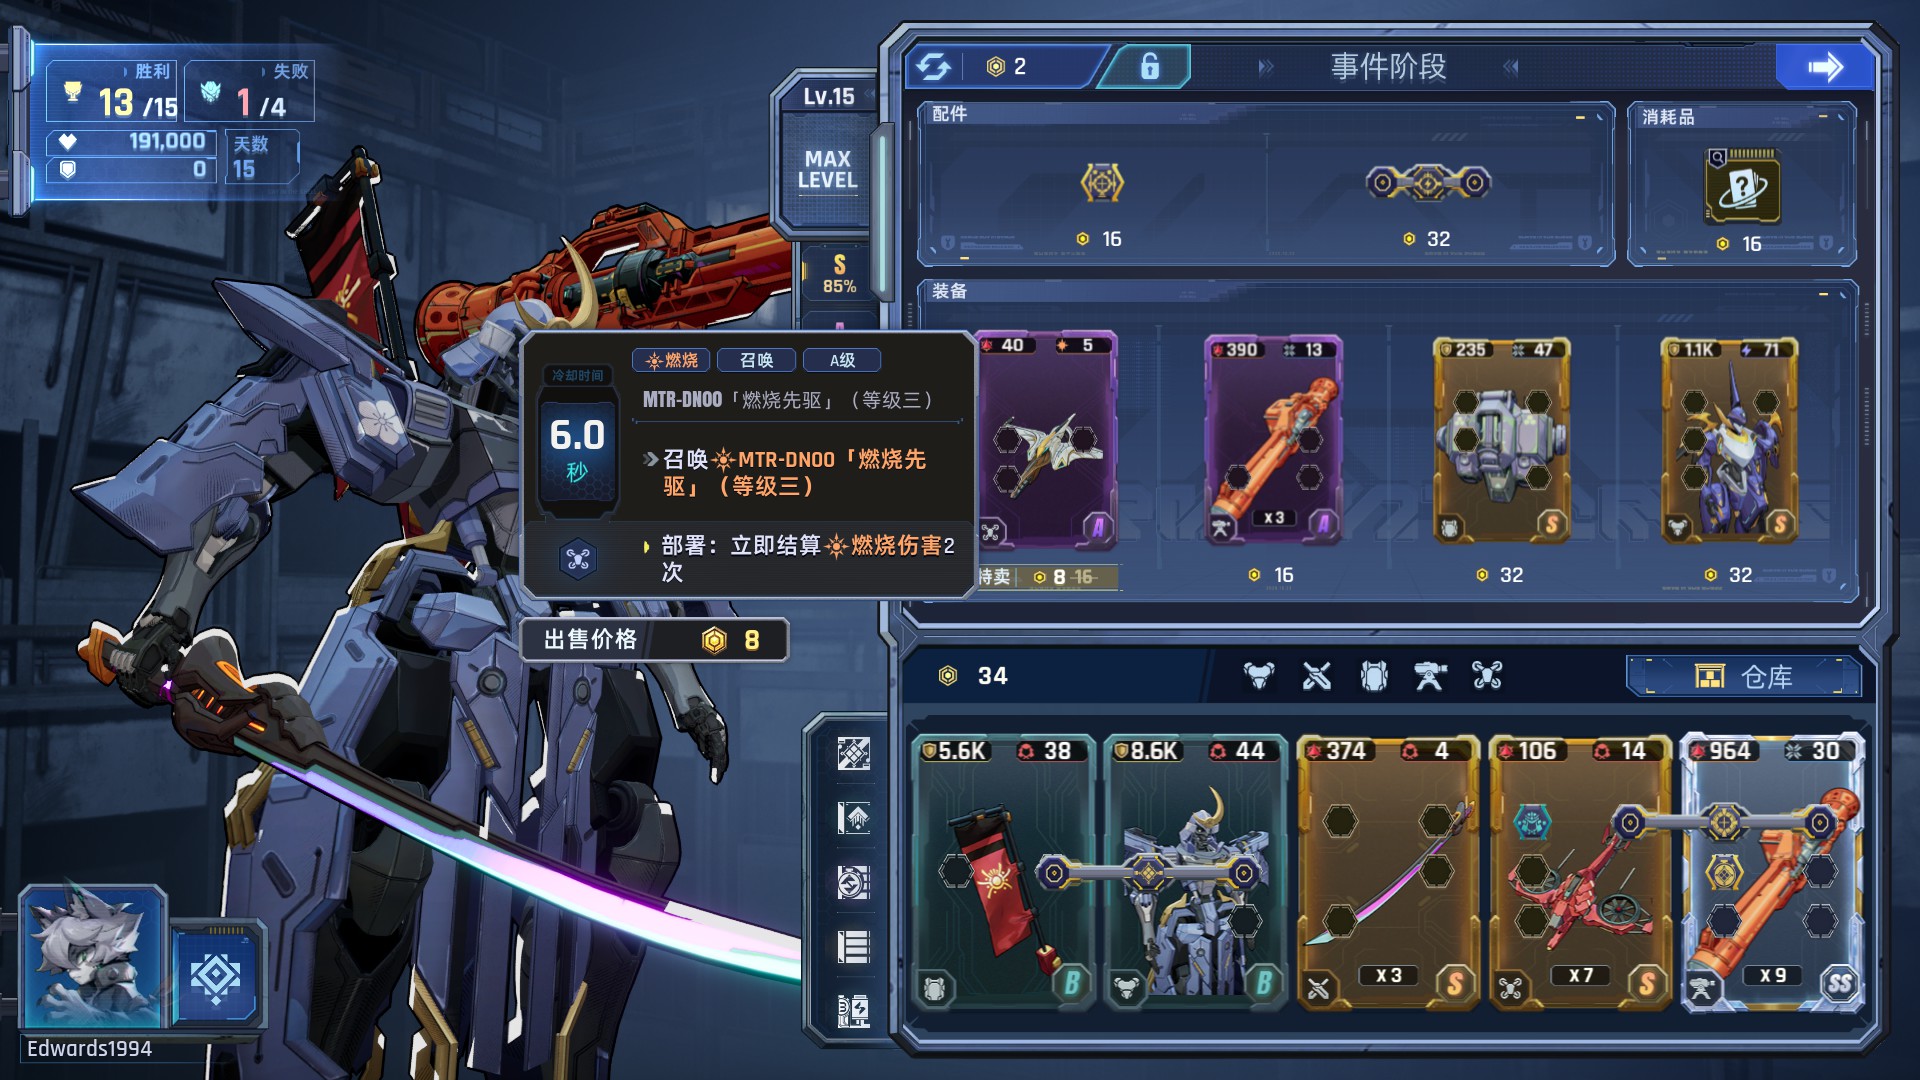 胜利
13 /15
失败
1 /4
191,000
0
天数
15
Lv.15
MAX
LEVEL
S
85%
A
2
事件阶段
配件
16
32
消耗品
?
16
装备
40
5
A
特卖
8 16
390
13
x3
A
16
235
47
S
32
1.1K
71
S
32
冷却时间
6.0
秒
燃烧
召唤
A级
MTR-DN00「燃烧先驱」（等级三）
召唤 MTR-DN00「燃烧先
驱」（等级三）
部署：立即结算 燃烧伤害2
次
出售价格
8
34
仓库
5.6K
38
B
8.6K
44
B
374
4
x3
S
106
14
x7
S
964
30
x9
SS
Edwards1994